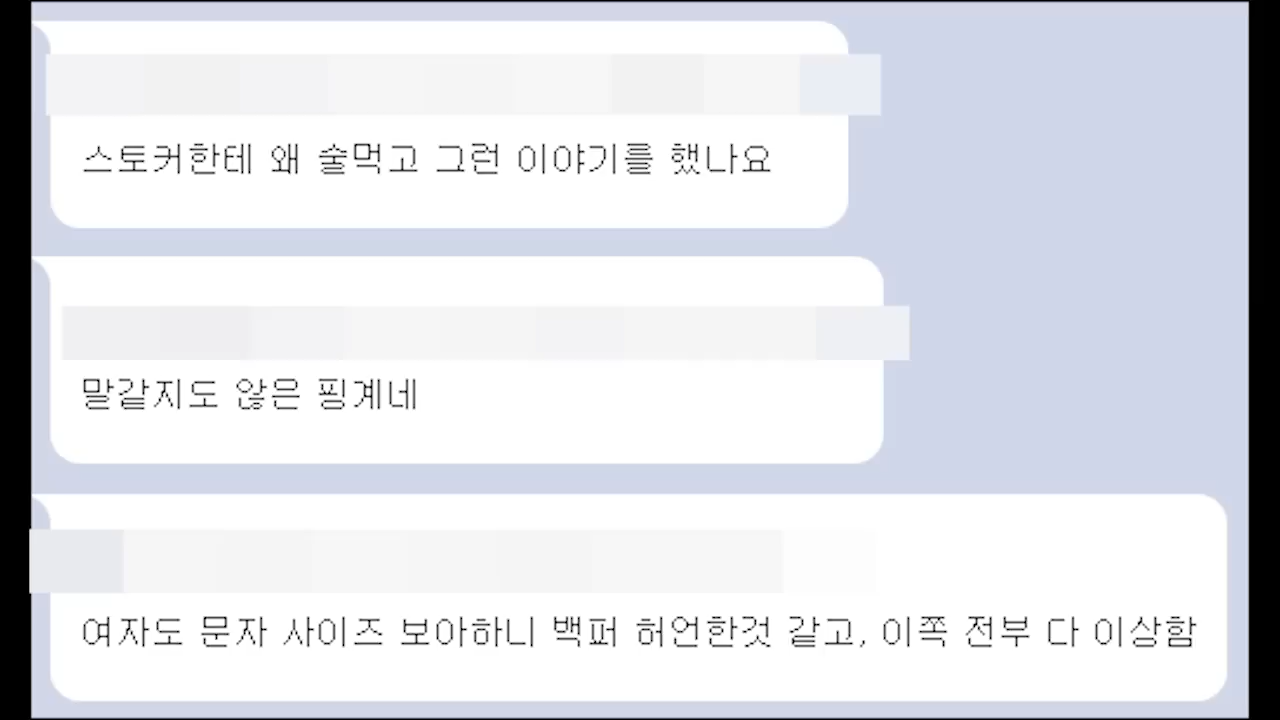 스토커한테 왜 술먹고 그런 이야기를 했나요
말같지도 않은 핑계네
여자도 문자 사이즈 보아하니 백퍼 허언한것 같고, 이쪽 전부 다 이상함